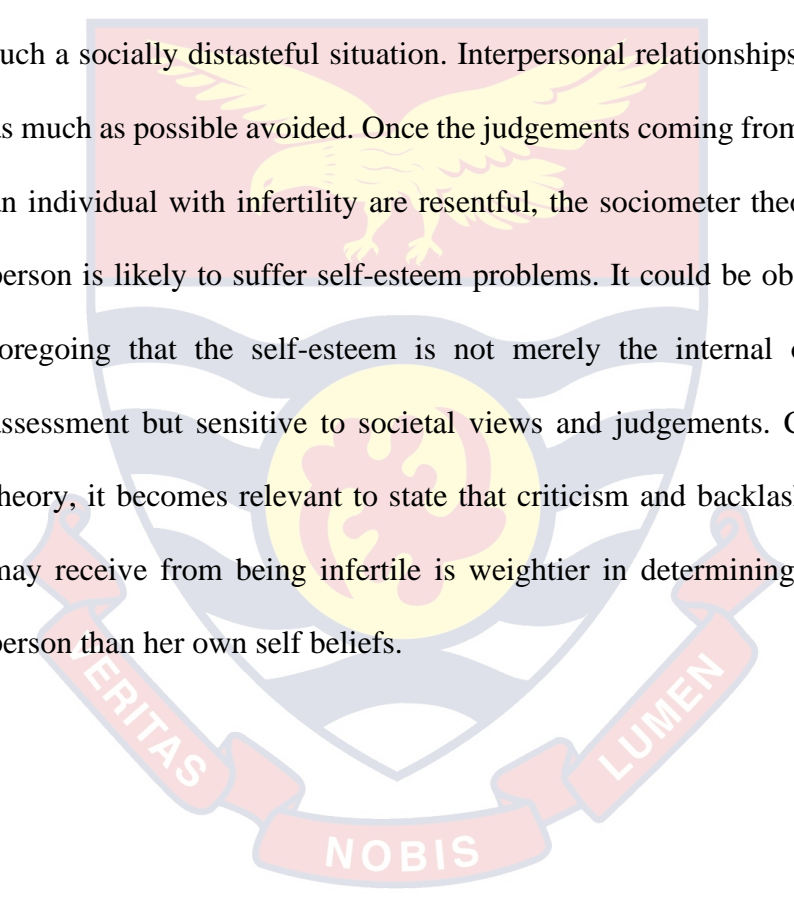 uch a socially distasteful situation. Interpersonal relationships
s much as possible avoided. Once the judgements coming from
n individual with infertility are resentful, the sociometer theo
erson is likely to suffer self-esteem problems. It could be ob
oregoing that the self-esteem is not merely the internal
ssessment but sensitive to societal views and judgements.
heory, it becomes relevant to state that criticism and backlas
may receive from being infertile is weightier in determining
person than her own self beliefs.
VERITAS
NOBIS
LUMEN